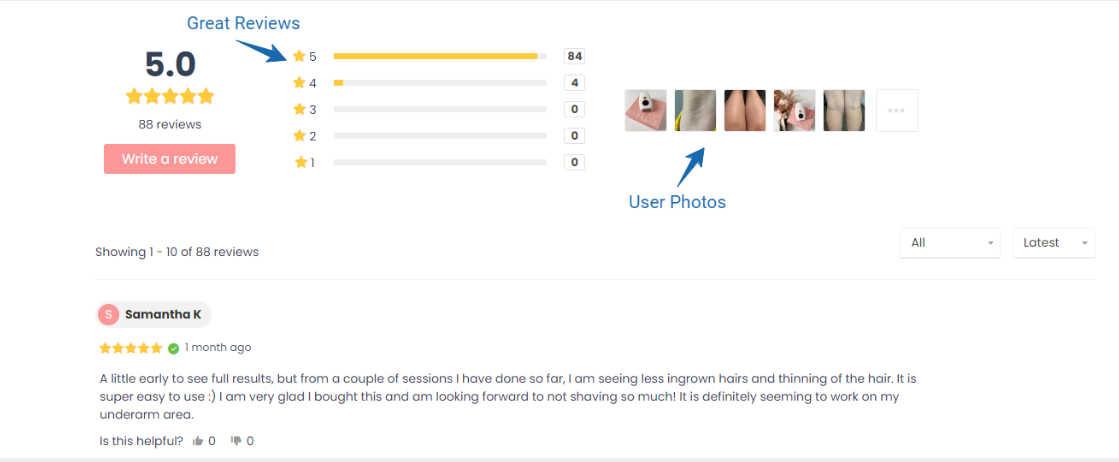 Great Reviews
5.0
88 reviews
Write a review
5 84
4 4
3 0
2 0
1 0
User Photos
Showing 1 - 10 of 88 reviews
All
Latest
S Samantha K
1 month ago
A little early to see full results, but from a couple of sessions I have done so far, I am seeing less ingrown hairs and thinning of the hair. It is
super easy to use :) I am very glad I bought this and am looking forward to not shaving so much! It is definitely seeming to work on my
underarm area.
Is this helpful? 0 0